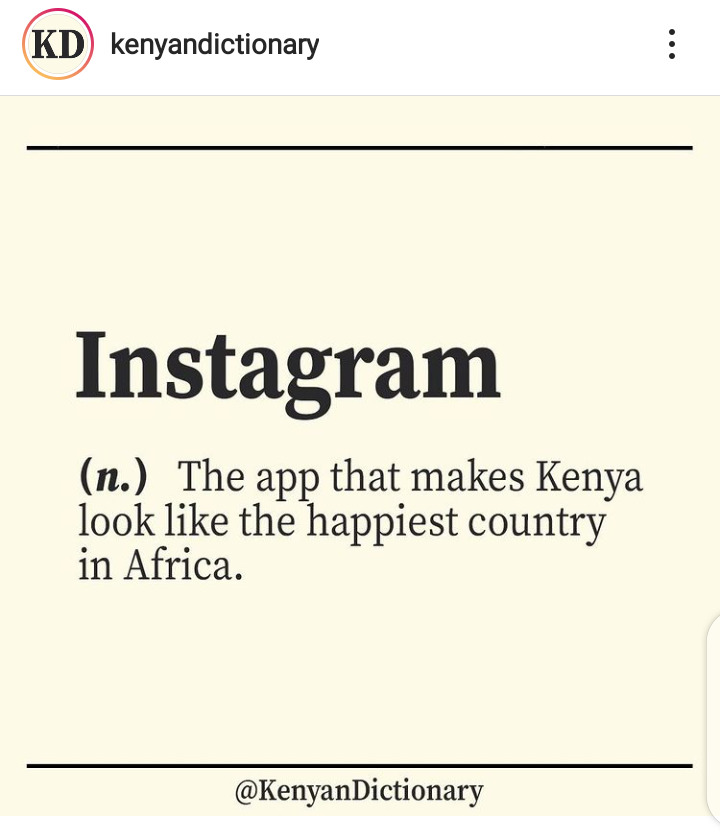 KD kenyandictionary
Instagram
(n.) The app that makes Kenya
look like the happiest country
in Africa.
@KenyanDictionary